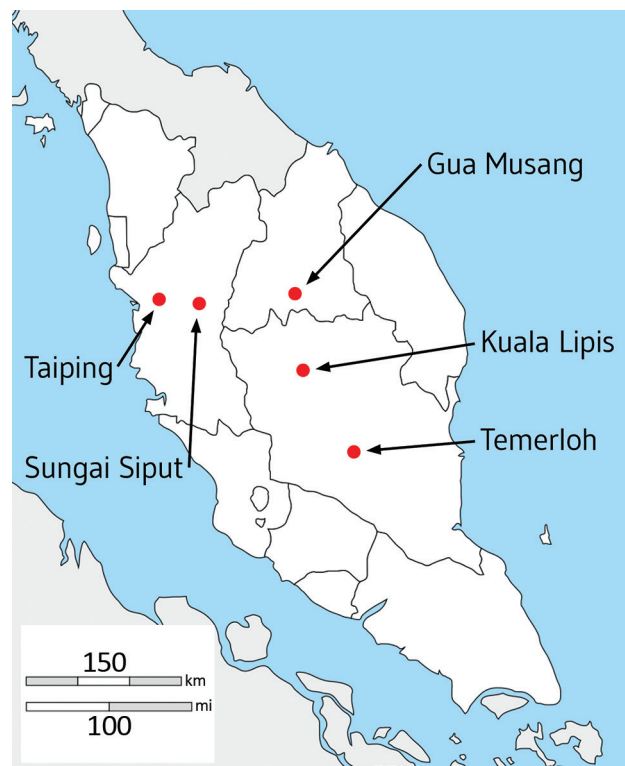 Gua Musang
Kuala Lipis
Taiping
Temerloh
Sungai Siput
150
km
mi
100